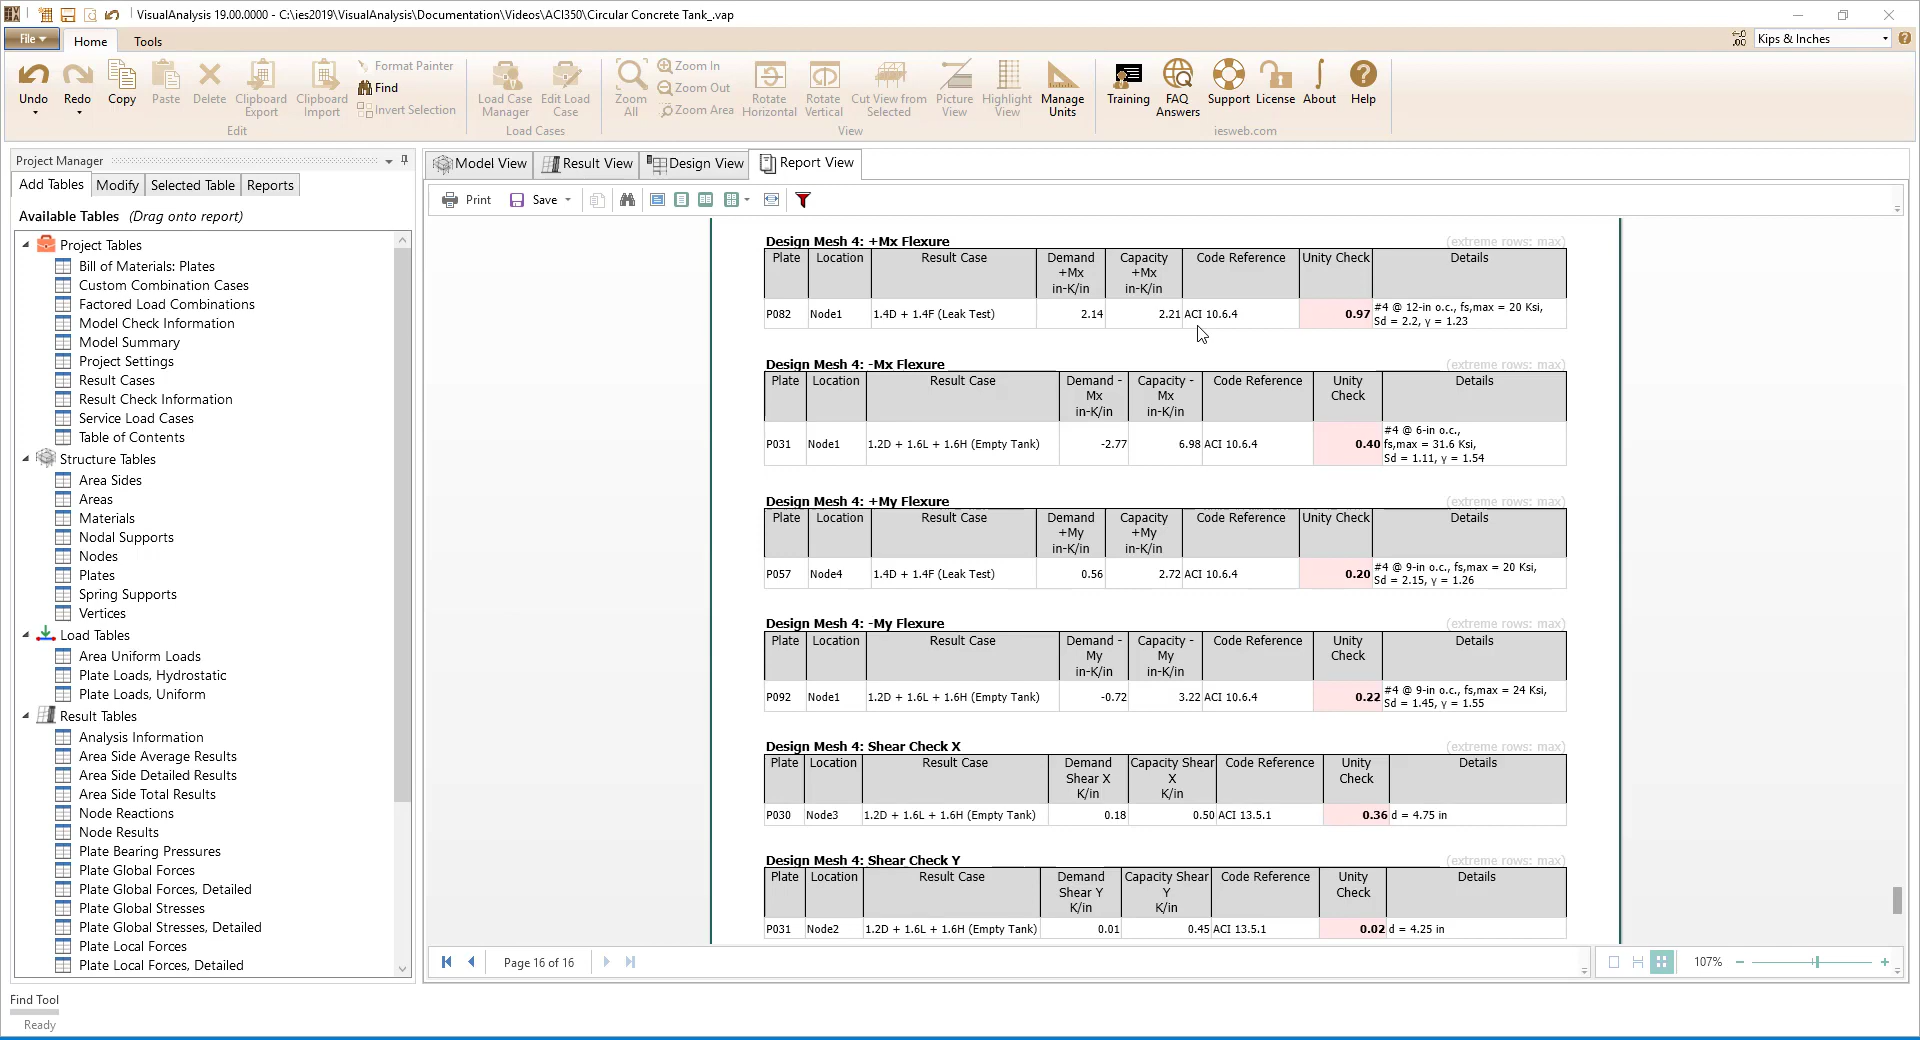 VisualAnalysis 19.00.0000 - C:\ies2019\VisualAnalysis\Documentation\Videos\ACI350\Circular Concrete Tank_.vap
File Home Tools
Kips & Inches
Undo Redo Copy Paste Delete Clipboard Export Clipboard Import
Format Painter
Find
Invert Selection
Edit
Load Case Manager Edit Load Case
Load Cases
Zoom All
Zoom In
Zoom Out
Zoom Area
Rotate Horizontal Rotate Vertical Cut View from Selected Picture View Highlight View Manage Units
View
Training FAQ Answers Support License About Help
iesweb.com
Project Manager
Add Tables Modify Selected Table Reports
Available Tables (Drag onto report)
Project Tables
Bill of Materials: Plates
Custom Combination Cases
Factored Load Combinations
Model Check Information
Model Summary
Project Settings
Result Cases
Result Check Information
Service Load Cases
Table of Contents
Structure Tables
Area Sides
Areas
Materials
Nodal Supports
Nodes
Plates
Spring Supports
Vertices
Load Tables
Area Uniform Loads
Plate Loads, Hydrostatic
Plate Loads, Uniform
Result Tables
Analysis Information
Area Side Average Results
Area Side Detailed Results
Area Side Total Results
Node Reactions
Node Results
Plate Bearing Pressures
Plate Global Forces
Plate Global Forces, Detailed
Plate Global Stresses
Plate Global Stresses, Detailed
Plate Local Forces
Plate Local Forces, Detailed
Model View Result View Design View Report View
Print Save
Design Mesh 4: +Mx Flexure (extreme rows: max)
Plate Location Result Case Demand +Mx in-K/in Capacity +Mx in-K/in Code Reference Unity Check Details
P082 Node1 1.4D + 1.4F (Leak Test) 2.14 2.21 ACI 10.6.4 0.97 #4 @ 12-in o.c., fs,max = 20 Ksi,
Sd = 2.2, γ = 1.23
Design Mesh 4: -Mx Flexure (extreme rows: max)
Plate Location Result Case Demand - Mx in-K/in Capacity - Mx in-K/in Code Reference Unity Check Details
P031 Node1 1.2D + 1.6L + 1.6H (Empty Tank) -2.77 6.98 ACI 10.6.4 0.40 #4 @ 6-in o.c.,
fs,max = 31.6 Ksi,
Sd = 1.11, γ = 1.54
Design Mesh 4: +My Flexure (extreme rows: max)
Plate Location Result Case Demand +My in-K/in Capacity +My in-K/in Code Reference Unity Check Details
P057 Node4 1.4D + 1.4F (Leak Test) 0.56 2.72 ACI 10.6.4 0.20 #4 @ 9-in o.c., fs,max = 20 Ksi,
Sd = 2.15, γ = 1.26
Design Mesh 4: -My Flexure (extreme rows: max)
Plate Location Result Case Demand - My in-K/in Capacity - My in-K/in Code Reference Unity Check Details
P092 Node1 1.2D + 1.6L + 1.6H (Empty Tank) -0.72 3.22 ACI 10.6.4 0.22 #4 @ 9-in o.c., fs,max = 24 Ksi,
Sd = 1.45, γ = 1.55
Design Mesh 4: Shear Check X (extreme rows: max)
Plate Location Result Case Demand Shear X K/in Capacity Shear X K/in Code Reference Unity Check Details
P030 Node3 1.2D + 1.6L + 1.6H (Empty Tank) 0.18 0.50 ACI 13.5.1 0.36 d = 4.75 in
Design Mesh 4: Shear Check Y (extreme rows: max)
Plate Location Result Case Demand Shear Y K/in Capacity Shear Y K/in Code Reference Unity Check Details
P031 Node2 1.2D + 1.6L + 1.6H (Empty Tank) 0.01 0.45 ACI 13.5.1 0.02 d = 4.25 in
Page 16 of 16
107%
Find Tool
Ready